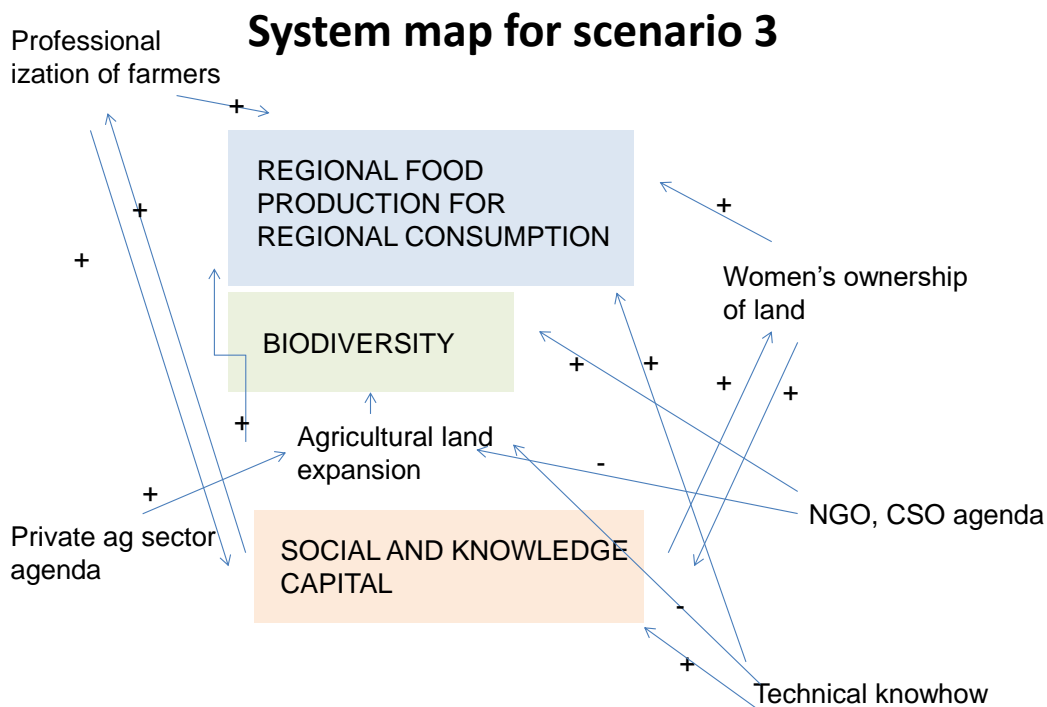 System map for scenario 3
Professional
ization of farmers
+
REGIONAL FOOD
PRODUCTION FOR
REGIONAL CONSUMPTION
+
+
+
Women's ownership
of land
BIODIVERSITY
+
+
+
+
+
Agricultural land
expansion
-
+
Private ag sector
agenda
NGO, CSO agenda
SOCIAL AND KNOWLEDGE
CAPITAL
-
+
Technical knowhow